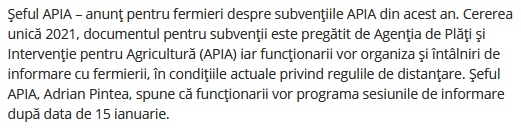 Şeful APIA – anunţ pentru fermieri despre subvenţiile APIA din acest an. Cererea
unică 2021, documentul pentru subvenţii este pregătit de Agenţia de Plăţi şi
Intervenţie pentru Agricultură (APIA) iar funcţionarii vor organiza şi întâlniri de
informare cu fermierii, în condiţiile actuale privind regulile de distanţare. Şeful
APIA, Adrian Pintea, spune că funcţionarii vor programa sesiunile de informare
după data de 15 ianuarie.